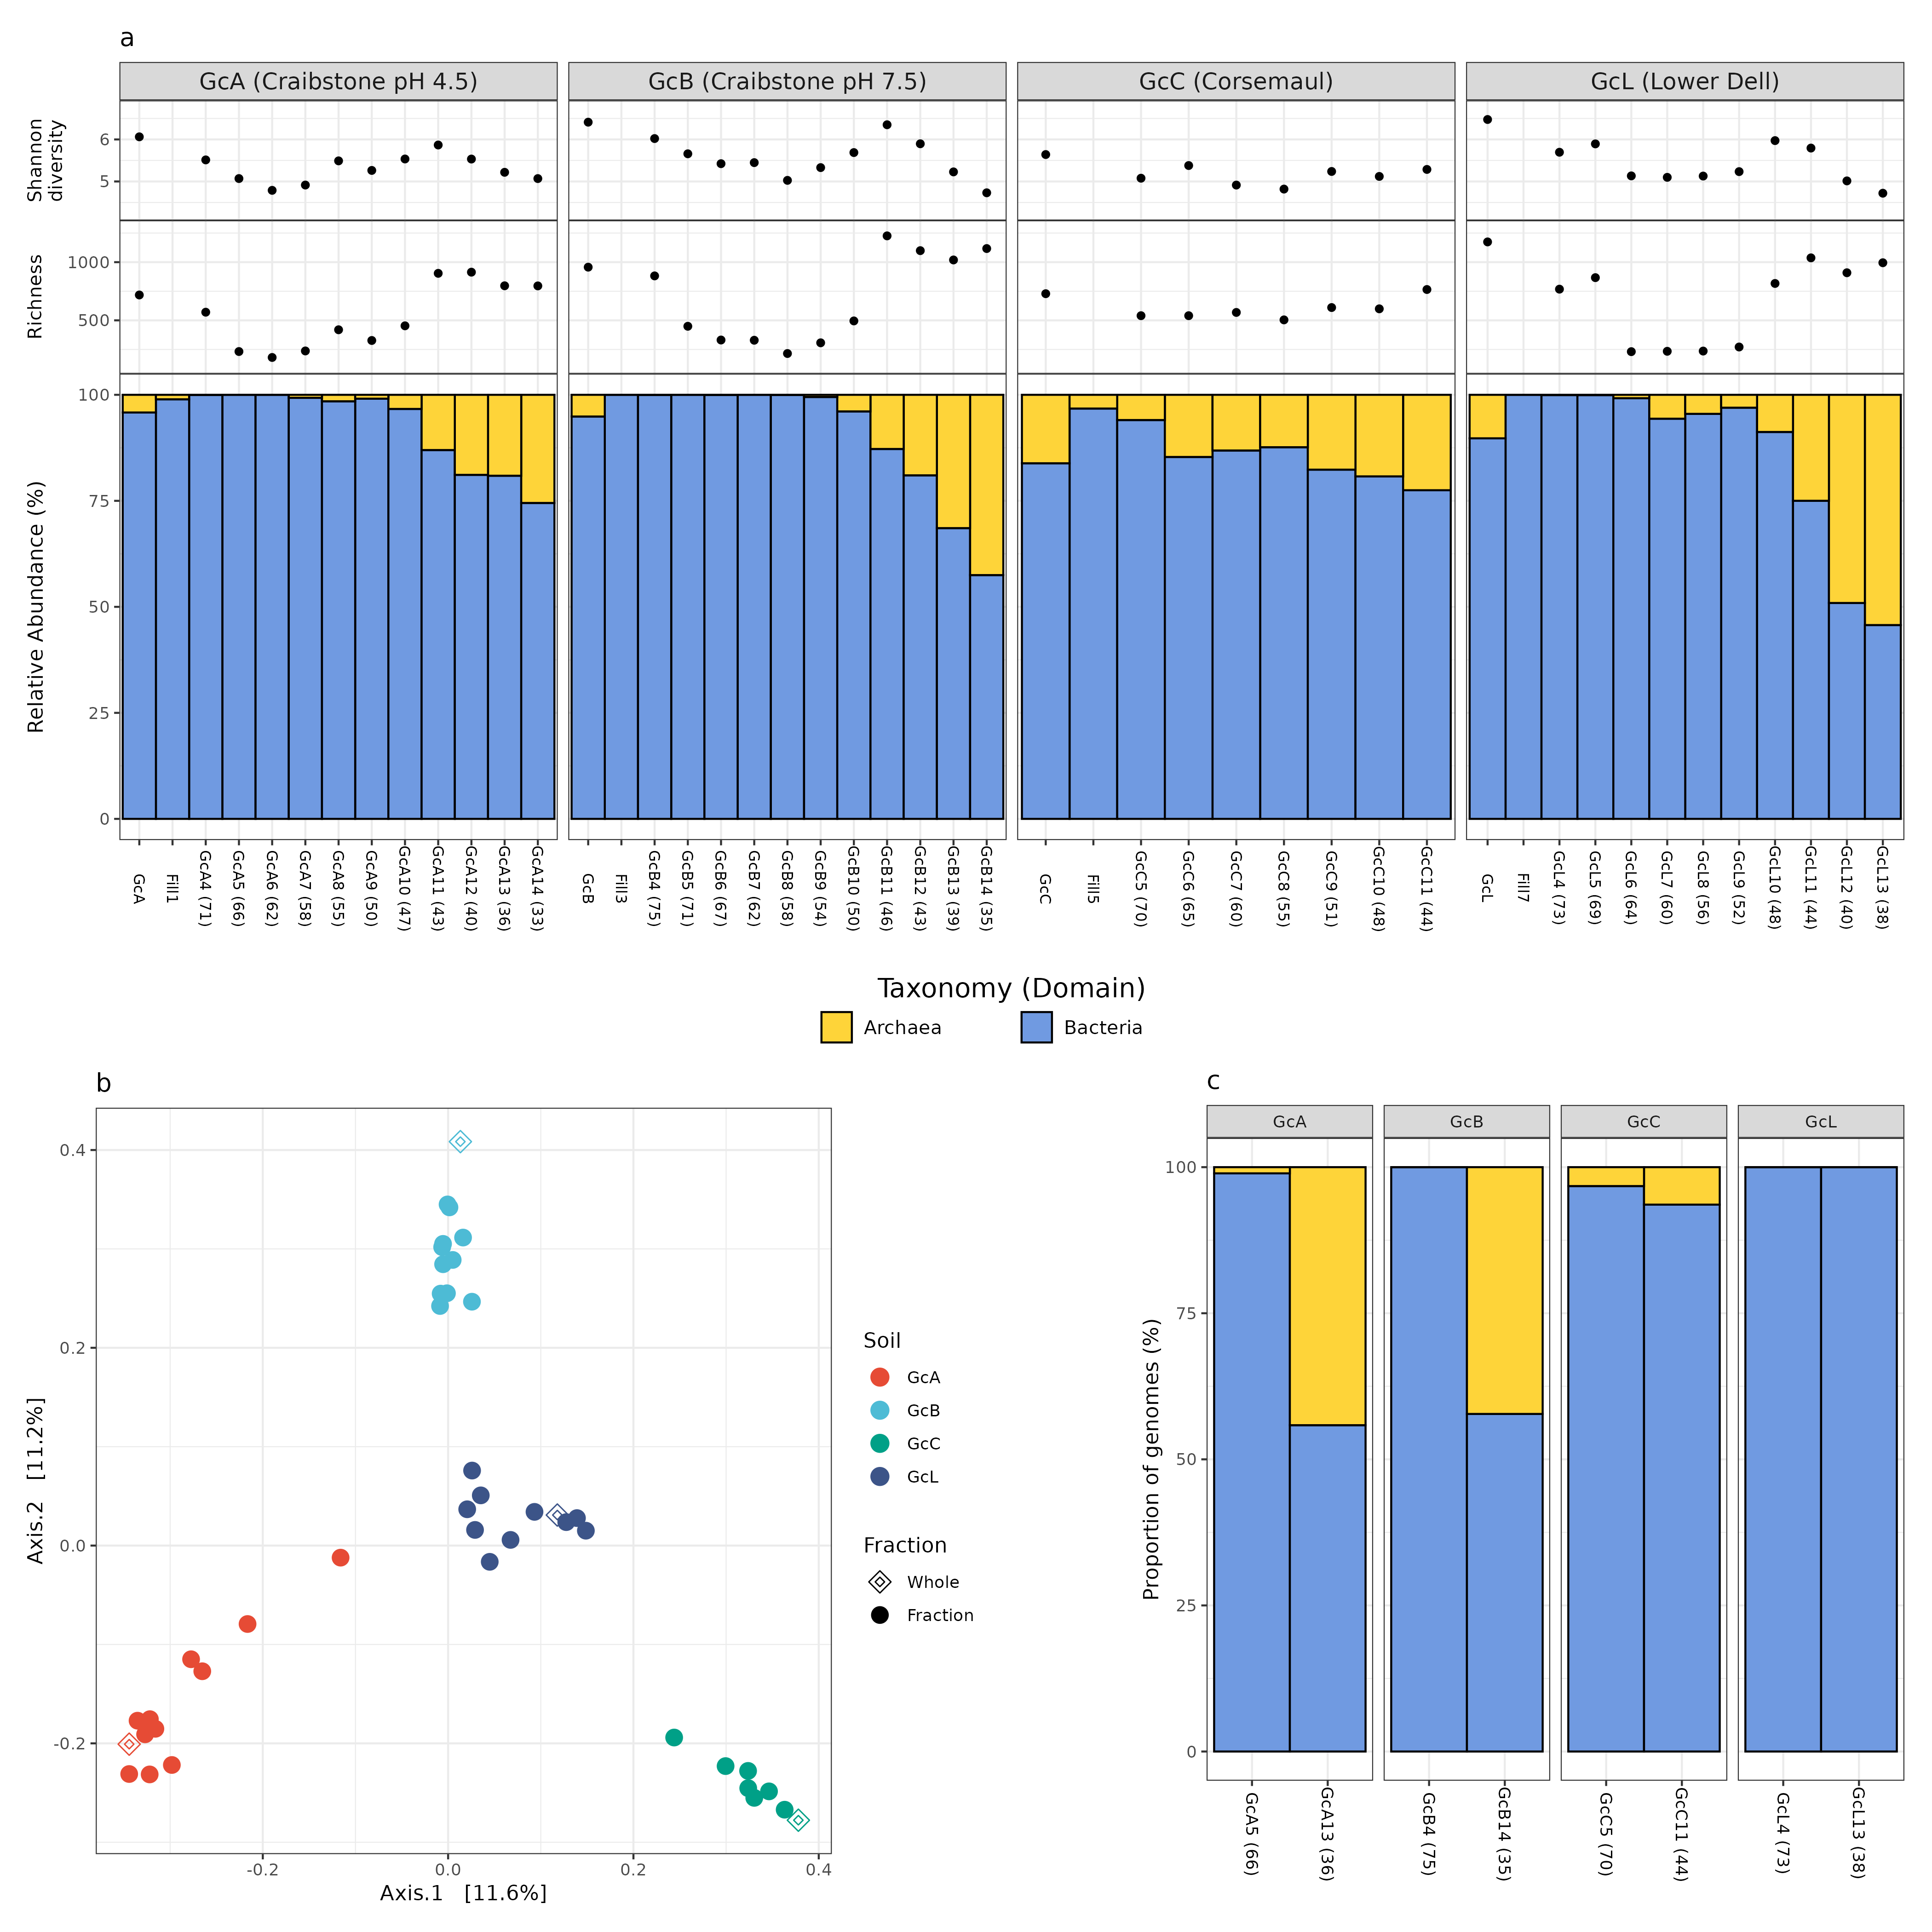 a
GcA (Craibstone pH 4.5)
GcB (Craibstone pH 7.5)
GcC (Corsemaul)
GcL (Lower Dell)
Shannon
diversity
6
5
Richness
1000
500
Relative Abundance (%)
100
75
50
25
0
GcA
Fill1
GcA4 (71)
GcA5 (66)
GcA6 (62)
GcA7 (58)
GcA8 (55)
GcA9 (50)
GcA10 (47)
GcA11 (43)
GcA12 (40)
GcA13 (36)
GcA14 (33)
GcB
Fill3
GcB4 (75)
GcB5 (71)
GcB6 (67)
GcB7 (62)
GcB8 (58)
GcB9 (54)
GcB10 (50)
GcB11 (46)
GcB12 (43)
GcB13 (39)
GcB14 (35)
GcC
Fill5
GcC5 (70)
GcC6 (65)
GcC7 (60)
GcC8 (55)
GcC9 (51)
GcC10 (48)
GcC11 (44)
GcL
Fill7
GcL4 (73)
GcL5 (69)
GcL6 (64)
GcL7 (60)
GcL8 (56)
GcL9 (52)
GcL10 (48)
GcL11 (44)
GcL12 (40)
GcL13 (38)
Taxonomy (Domain)
Archaea
Bacteria
b
Axis.2 [11.2%]
0.4
0.2
0.0
-0.2
-0.2
0.0
0.2
0.4
Axis.1 [11.6%]
Soil
GcA
GcB
GcC
GcL
Fraction
Whole
Fraction
c
GcA
GcB
GcC
GcL
Proportion of genomes (%)
100
75
50
25
0
GcA5 (66)
GcA13 (36)
GcB4 (75)
GcB14 (35)
GcC5 (70)
GcC11 (44)
GcL4 (73)
GcL13 (38)